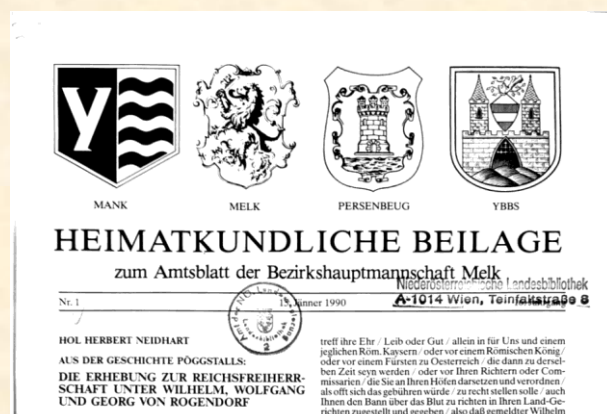 Y
MANK
MELK
PERSENBEUG
YBBS
HEIMATKUNDLICHE BEILAGE
zum Amtsblatt der Bezirkshauptmannschaft Melk
Niederösterreichische Landesbibliothek
A-1014 Wien, Teinfaltstraße 8
Nr. 1
15. Jänner 1990
2
HOL HERBERT NEIDHART
AUS DER GESCHICHTE PÖGGSTALLS:
DIE ERHEBUNG ZUR REICHSFREIHERR-
SCHAFT UNTER WILHELM, WOLFGANG
UND GEORG VON ROGENDORF
treff ihre Ehr / Leib oder Gut / allein in für Uns und einem
jeglichen Röm. Kaysern / oder vor einem Römischen König /
oder vor einem Fürsten zu Oesterreich / die dann zu dersel-
ben Zeit seyn werden / oder vor Ihren Richtern oder Com-
missarien / die Sie an Ihren Höfen darsetzen und verordnen /
als offt sich das gebühren würde / zu recht stellen solle / auch
Ihnen den Bann über das Blut zu richten in Ihren Land-Ge-
richten zugestellt und gegeben / also daß gemeldter Wilhelm